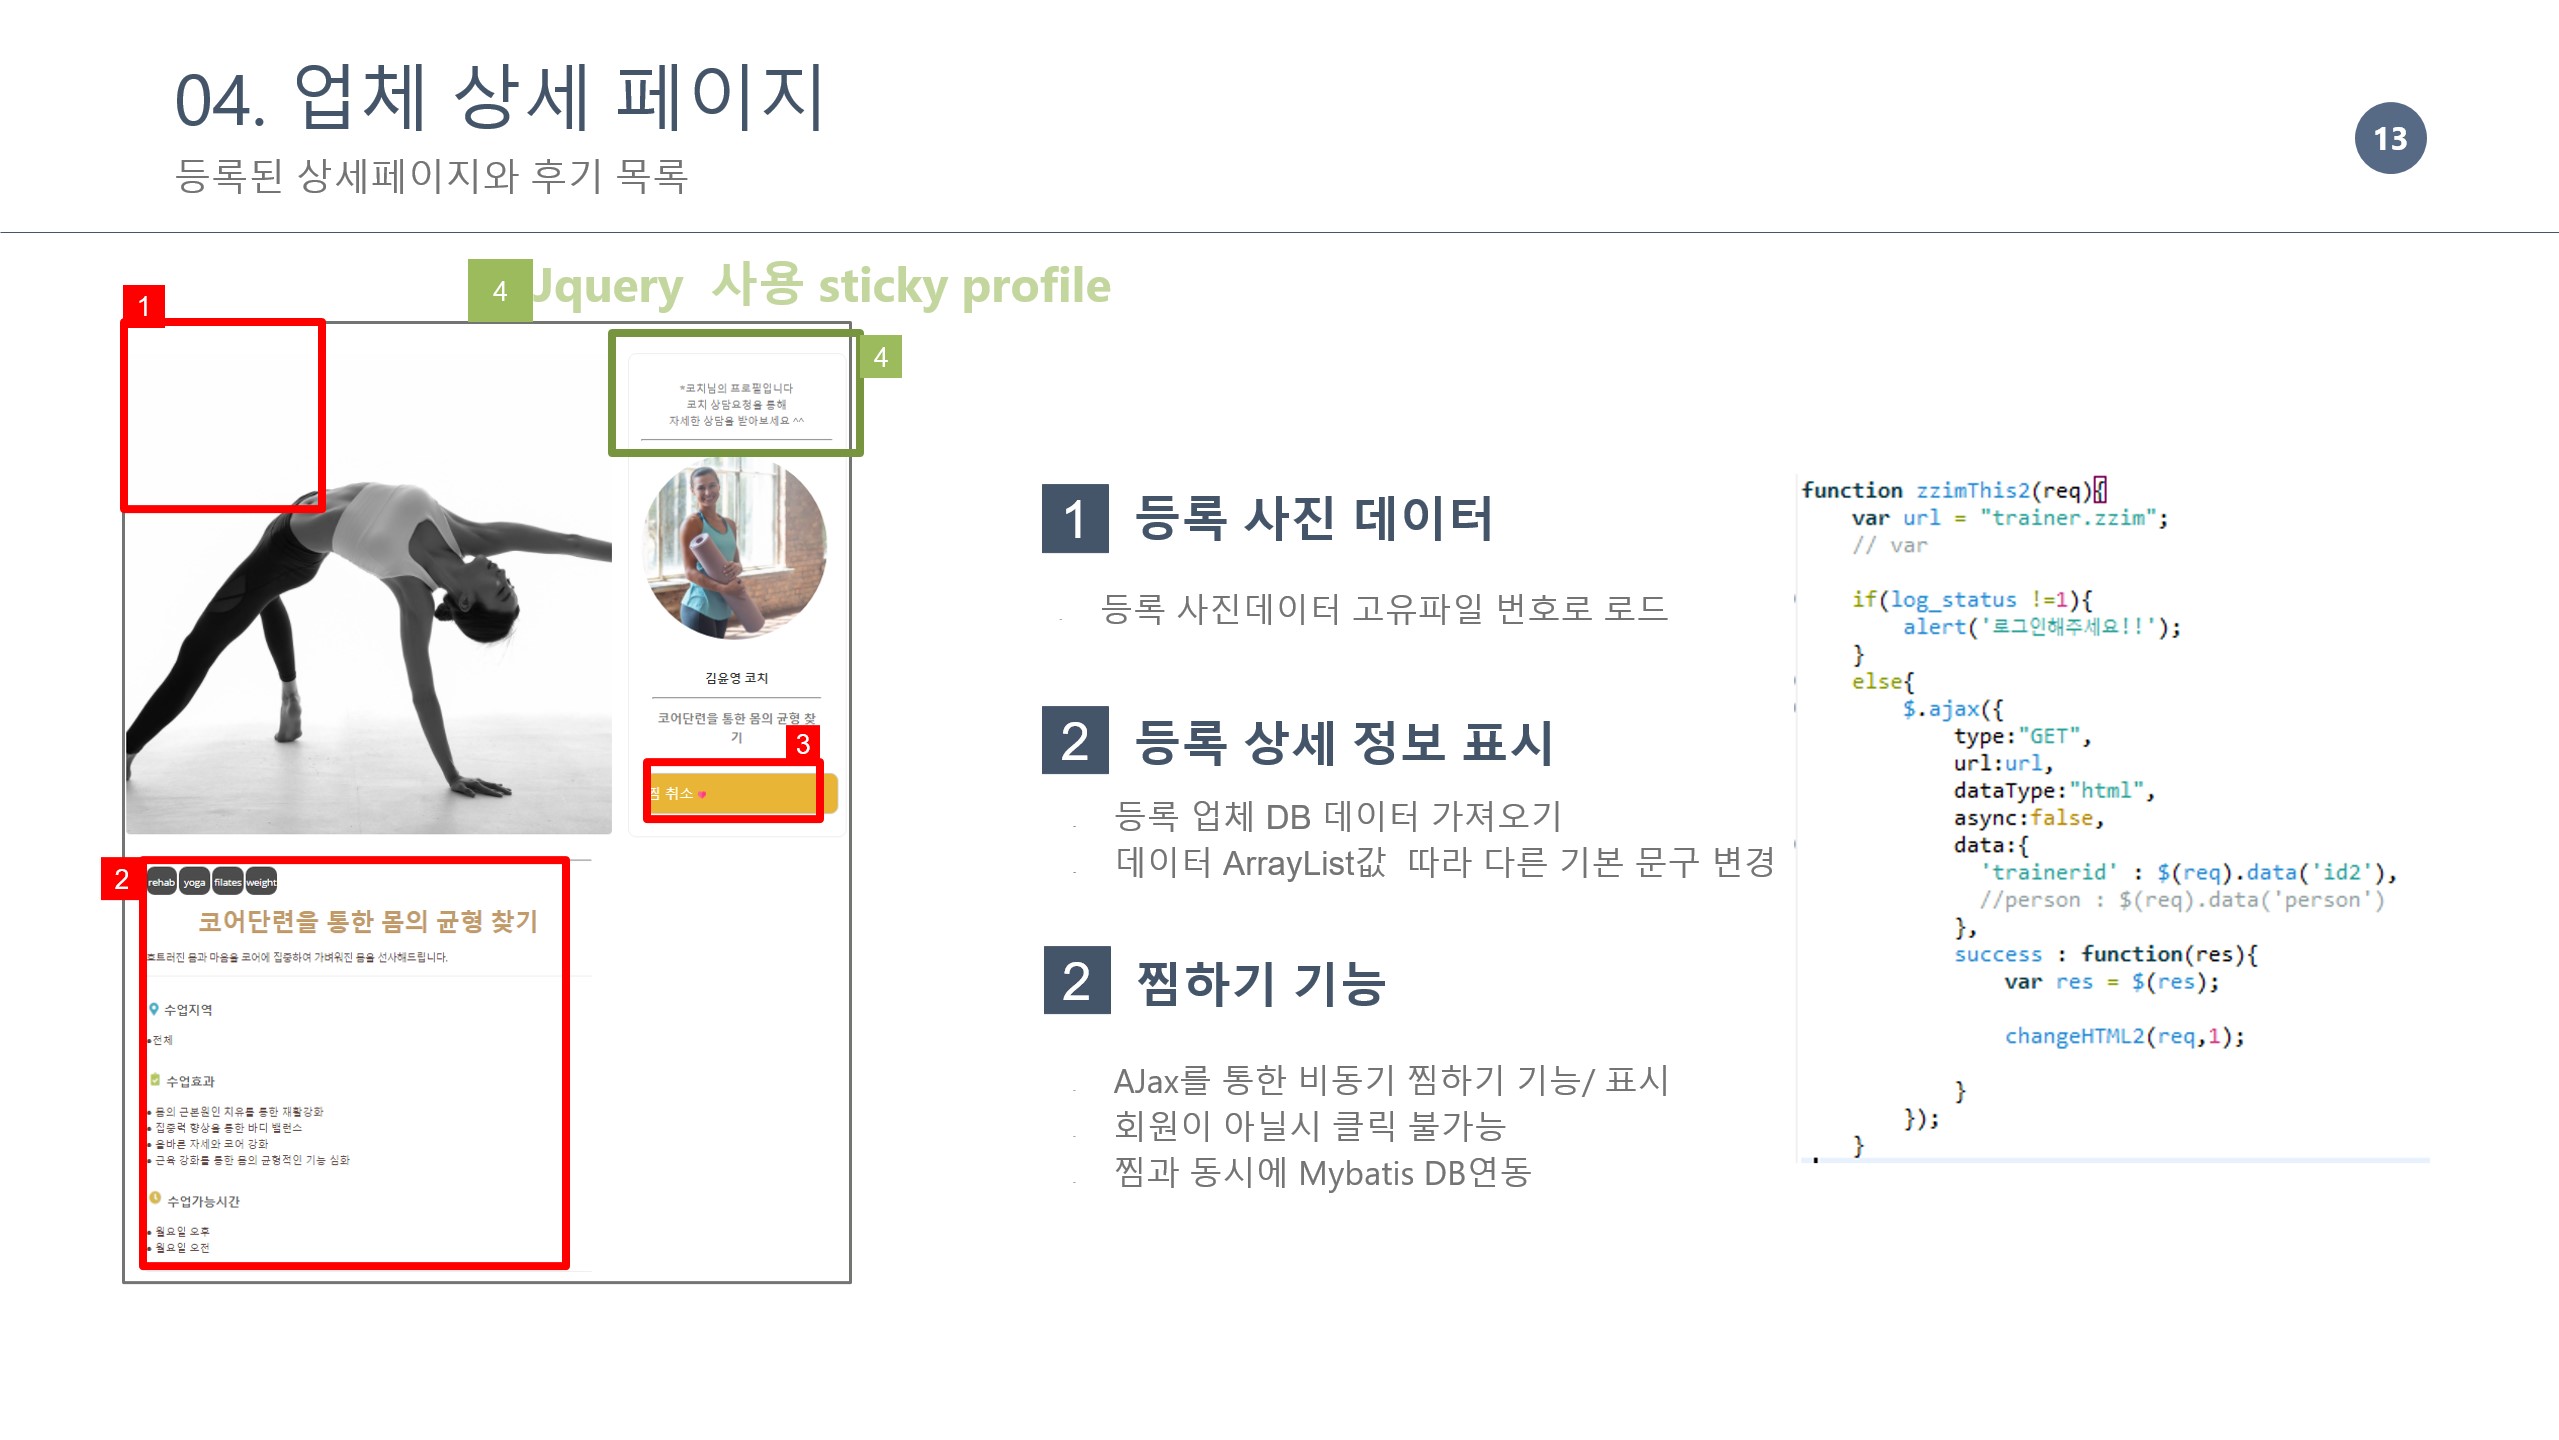 04. 업체 상세 페이지
등록된 상세페이지와 후기 목록
13
4 Jquery 사용 sticky profile
1
4
*코치님의 프로필입니다
코치 상담요청을 통해
자세한 상담을 받아보세요 ^^
김윤영 코치
코어단련을 통한 몸의 균형 찾
기
3
찜 취소
2
rehab yoga filates weight
코어단련을 통한 몸의 균형 찾기
흐트러진 몸과 마음을 코어에 집중하여 가벼워진 몸을 선사해드립니다.
수업지역
●전체
수업효과
● 몸의 근본원인 치유를 통한 재활강화
● 집중력 향상을 통한 바디 밸런스
● 올바른 자세와 코어 강화
● 근육 강화를 통한 몸의 균형적인 기능 심화
수업가능시간
● 월요일 오후
● 월요일 오전
1 등록 사진 데이터
- 등록 사진데이터 고유파일 번호로 로드
2 등록 상세 정보 표시
- 등록 업체 DB 데이터 가져오기
- 데이터 ArrayList값 따라 다른 기본 문구 변경
2 찜하기 기능
- AJax를 통한 비동기 찜하기 기능/ 표시
- 회원이 아닐시 클릭 불가능
- 찜과 동시에 Mybatis DB연동
function zzimThis2(req){
var url = "trainer.zzim";
// var
if(log_status !=1){
alert('로그인해주세요!!');
}
else{
$.ajax({
type:"GET",
url:url,
dataType:"html",
async:false,
data:{
'trainerid' : $(req).data('id2'),
//person : $(req).data('person')
},
success : function(res){
var res = $(res);
changeHTML2(req,1);
}
});
}